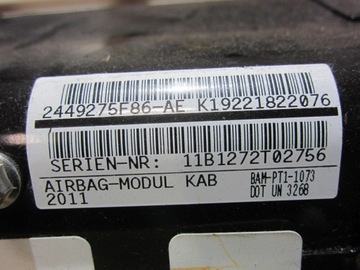 2449275F86-AE K19221822076
SERIEN-NR: 11B1272T02756
AIRBAG-MODUL KAB
2011
BAM-PT1-1073
DOT UN 3268